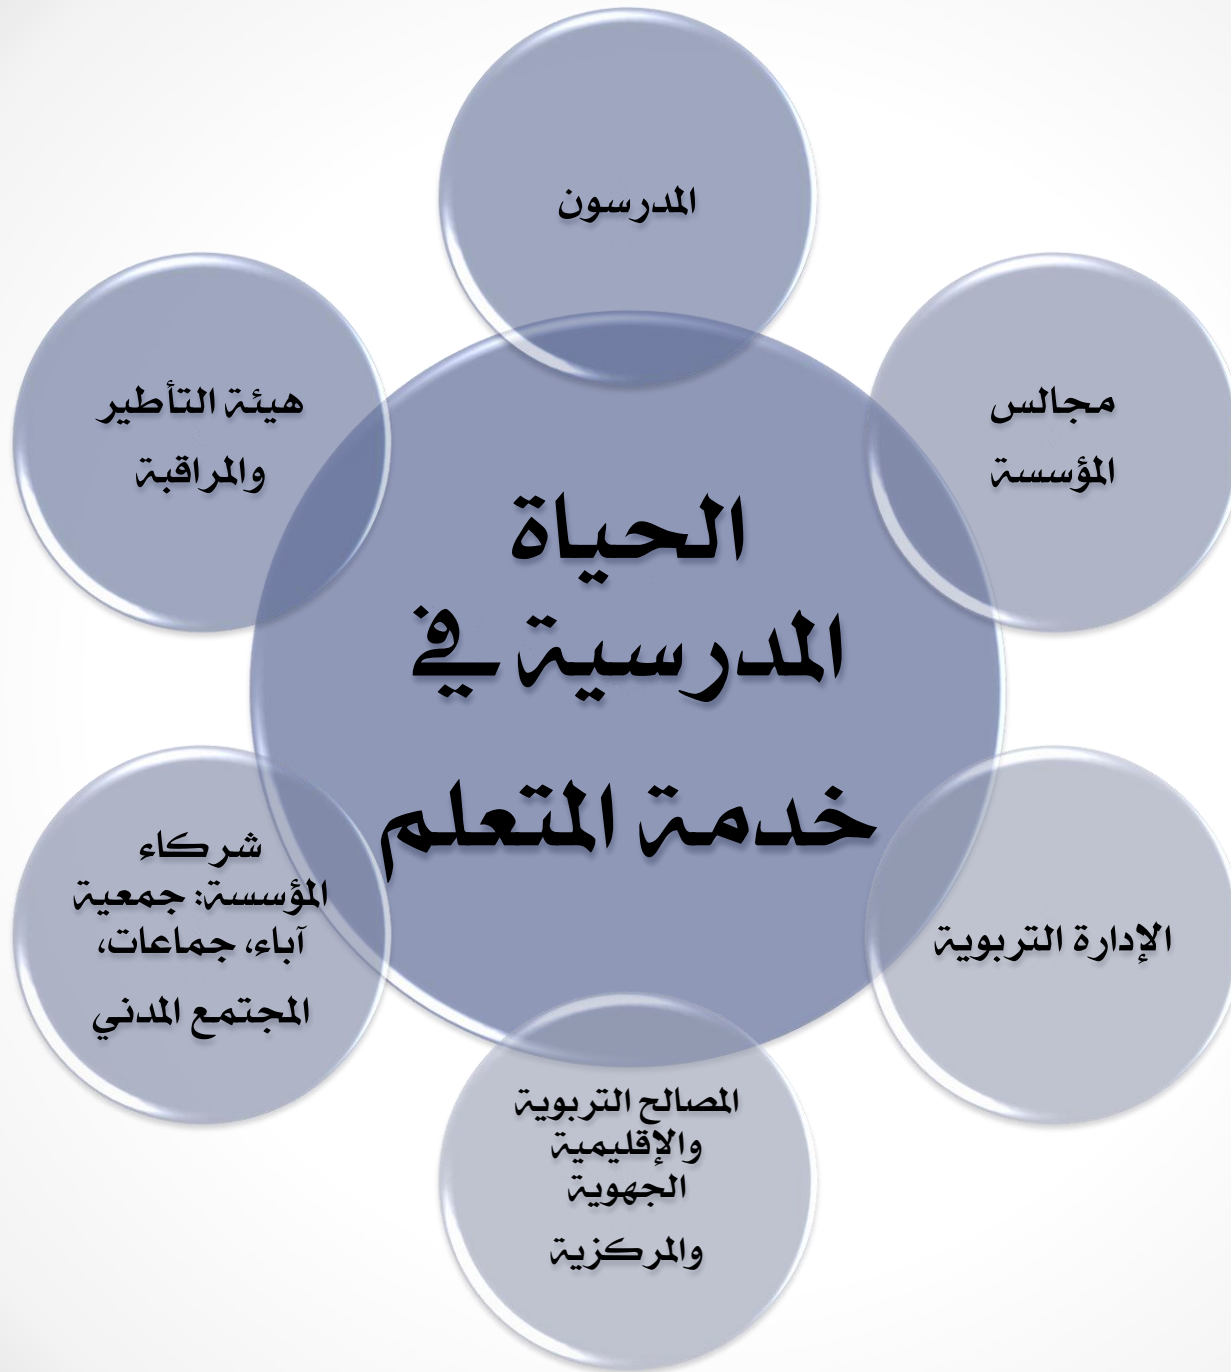 المدرسون
مجالس
المؤسسة
هيئة التأطير
والمراقبة
الحياة
المدرسية في
خدمة المتعلم
الإدارة التربوية
شركاء
المؤسسة: جمعية
آباء، جماعات،
المجتمع المدني
المصالح التربوية
والإقليمية
الجهوية
والمركزية